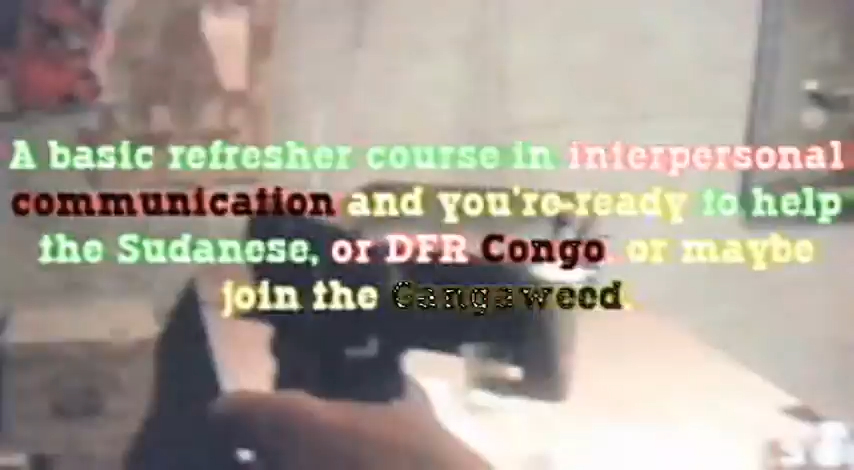 A basic refresher course in interpersonal
communication and you're-ready to help
the Sudanese, or DFR Congo, or maybe
join the Gangaweed.